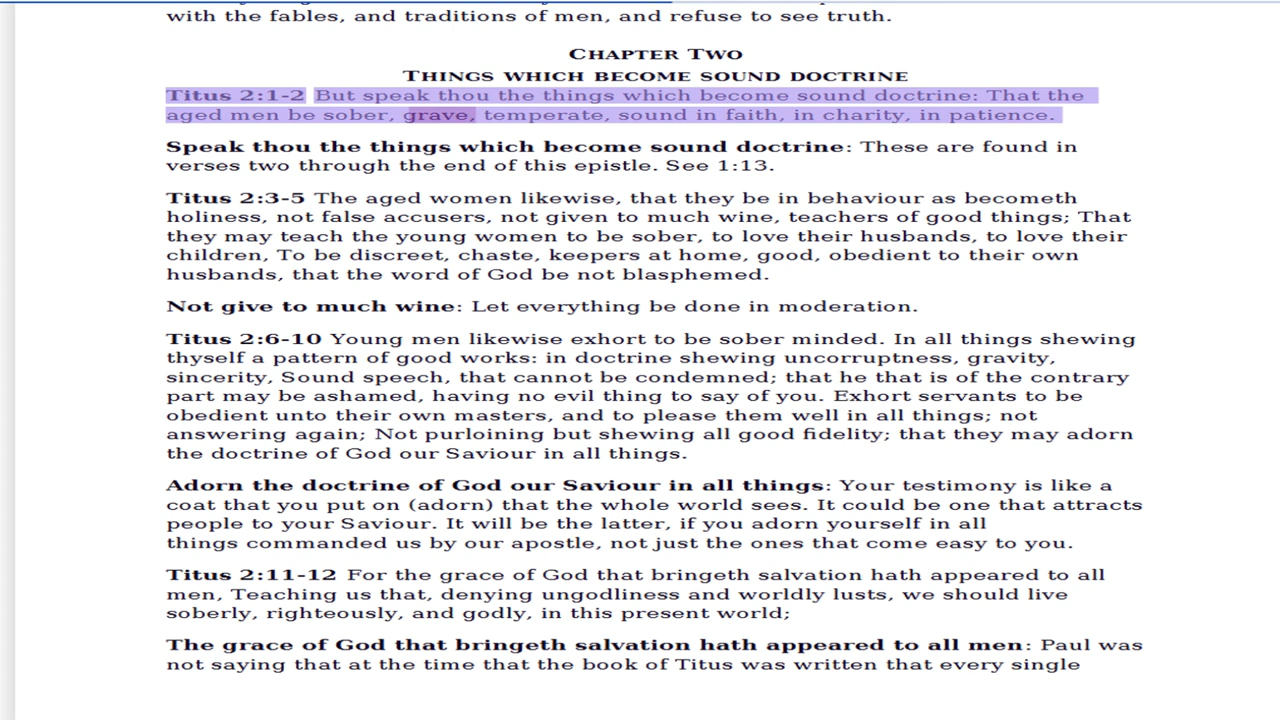 with the fables, and traditions of men, and refuse to see truth.
CHAPTER TWO
THINGS WHICH BECOME SOUND DOCTRINE
Titus 2:1-2 But speak thou the things which become sound doctrine: That the
aged men be sober, grave, temperate, sound in faith, in charity, in patience.
Speak thou the things which become sound doctrine: These are found in
verses two through the end of this epistle. See 1:13.
Titus 2:3-5 The aged women likewise, that they be in behaviour as becometh
holiness, not false accusers, not given to much wine, teachers of good things; That
they may teach the young women to be sober, to love their husbands, to love their
children, To be discreet, chaste, keepers at home, good, obedient to their own
husbands, that the word of God be not blasphemed.
Not give to much wine: Let everything be done in moderation.
Titus 2:6-10 Young men likewise exhort to be sober minded. In all things shewing
thyself a pattern of good works: in doctrine shewing uncorruptness, gravity,
sincerity, Sound speech, that cannot be condemned; that he that is of the contrary
part may be ashamed, having no evil thing to say of you. Exhort servants to be
obedient unto their own masters, and to please them well in all things; not
answering again; Not purloining but shewing all good fidelity; that they may adorn
the doctrine of God our Saviour in all things.
Adorn the doctrine of God our Saviour in all things: Your testimony is like a
coat that you put on (adorn) that the whole world sees. It could be one that attracts
people to your Saviour. It will be the latter, if you adorn yourself in all
things commanded us by our apostle, not just the ones that come easy to you.
Titus 2:11-12 For the grace of God that bringeth salvation hath appeared to all
men, Teaching us that, denying ungodliness and worldly lusts, we should live
soberly, righteously, and godly, in this present world;
The grace of God that bringeth salvation hath appeared to all men: Paul was
not saying that at the time that the book of Titus was written that every single